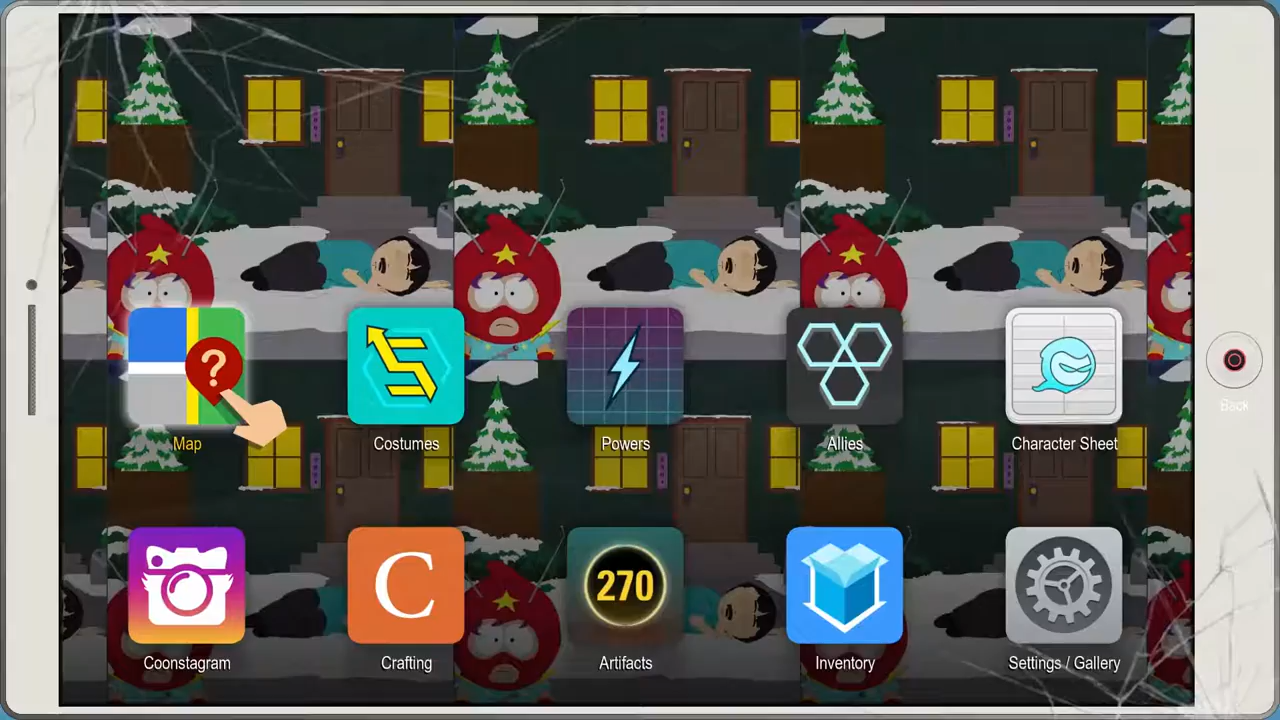 ?
Map
Costumes
Powers
Allies
Character Sheet
Back
Coonstagram
C
Crafting
270
Artifacts
Inventory
Settings / Gallery